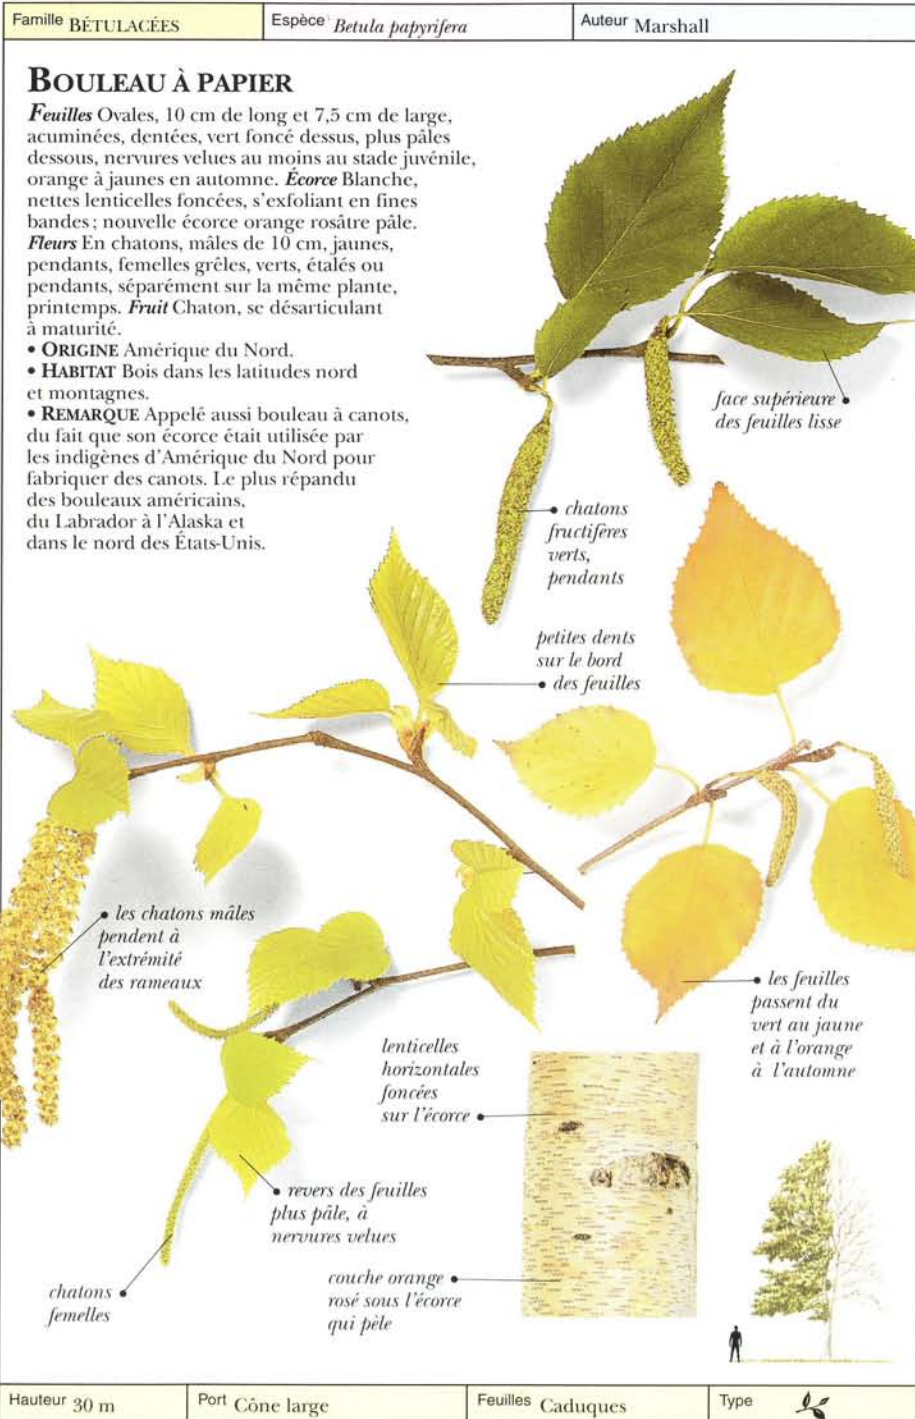 Famille BÉTULACÉES
Espèce Betula papyrifera
Auteur Marshall
BOULEAU À PAPIER
Feuilles Ovales, 10 cm de long et 7,5 cm de large,
acuminées, dentées, vert foncé dessus, plus pâles
dessous, nervures velues au moins au stade juvénile,
orange à jaunes en automne. Écorce Blanche,
nettes lenticelles foncées, s'exfoliant en fines
bandes ; nouvelle écorce orange rosâtre pâle.
Fleurs En chatons, mâles de 10 cm, jaunes,
pendants, femelles grêles, verts, étalés ou
pendants, séparément sur la même plante,
printemps. Fruit Chaton, se désarticulant
à maturité.
• ORIGINE Amérique du Nord.
• HABITAT Bois dans les latitudes nord
et montagnes.
• REMARQUE Appelé aussi bouleau à canots,
du fait que son écorce était utilisée par
les indigènes d'Amérique du Nord pour
fabriquer des canots. Le plus répandu
des bouleaux américains,
du Labrador à l'Alaska et
dans le nord des États-Unis.
face supérieure
des feuilles lisse
chatons
fructifères
verts,
pendants
petites dents
sur le bord
des feuilles
les chatons mâles
pendent à
l'extrémité
des rameaux
les feuilles
passent du
vert au jaune
et à l'orange
à l'automne
lenticelles
horizontales
foncées
sur l'écorce
revers des feuilles
plus pâle, à
nervures velues
chatons
femelles
couche orange
rosé sous l'écorce
qui pèle
Hauteur 30 m
Port Cône large
Feuilles Caduques
Type